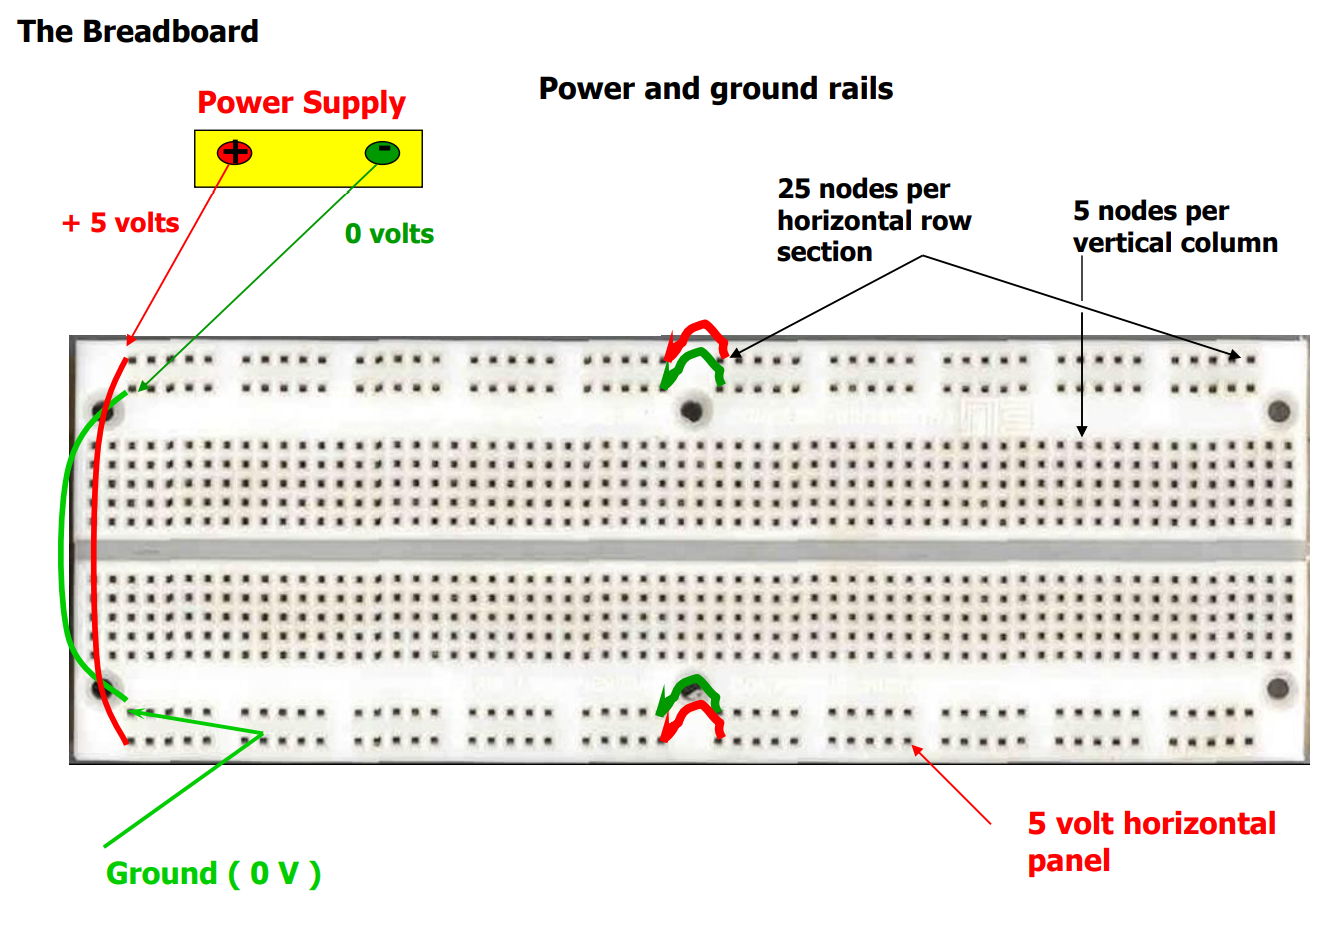 The Breadboard
Power and ground rails
Power Supply
+
-
+ 5 volts
0 volts
25 nodes per
horizontal row
section
5 nodes per
vertical column
5 volt horizontal
panel
Ground ( 0 V )